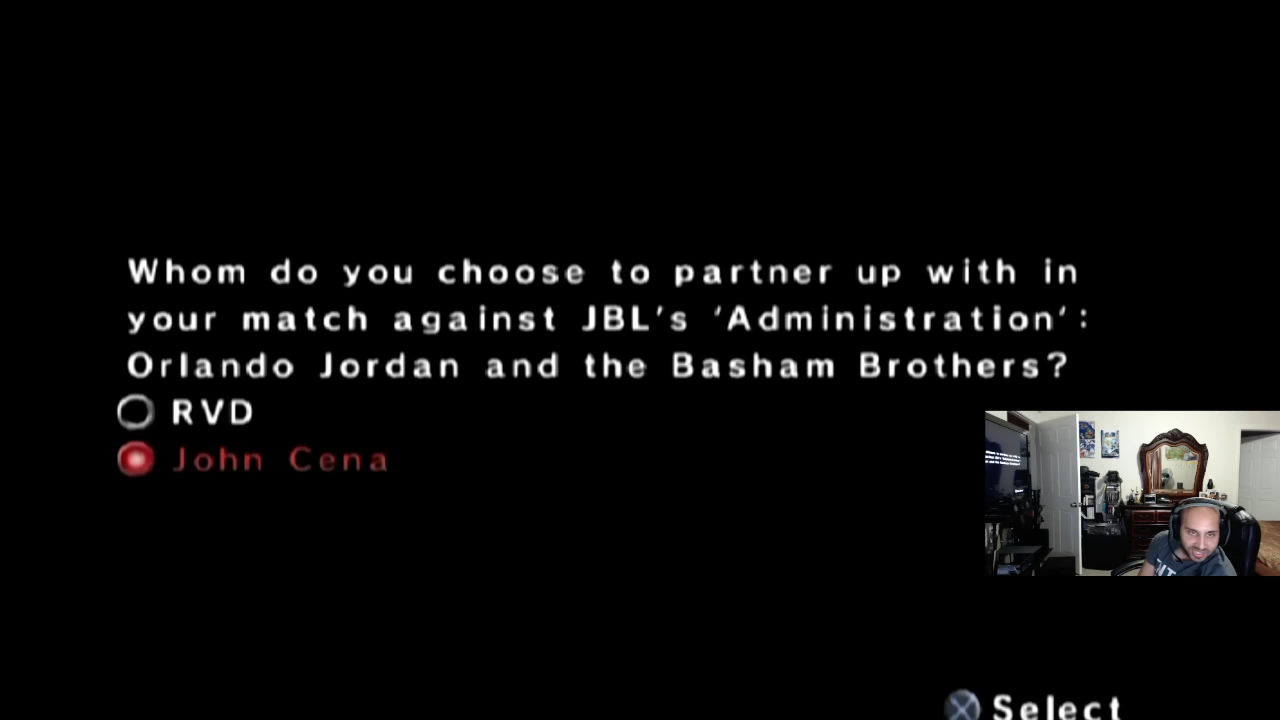 Whom do you choose to partner up with in
your match against JBL's 'Administration':
Orlando Jordan and the Basham Brothers?
RVD
John Cena
Select